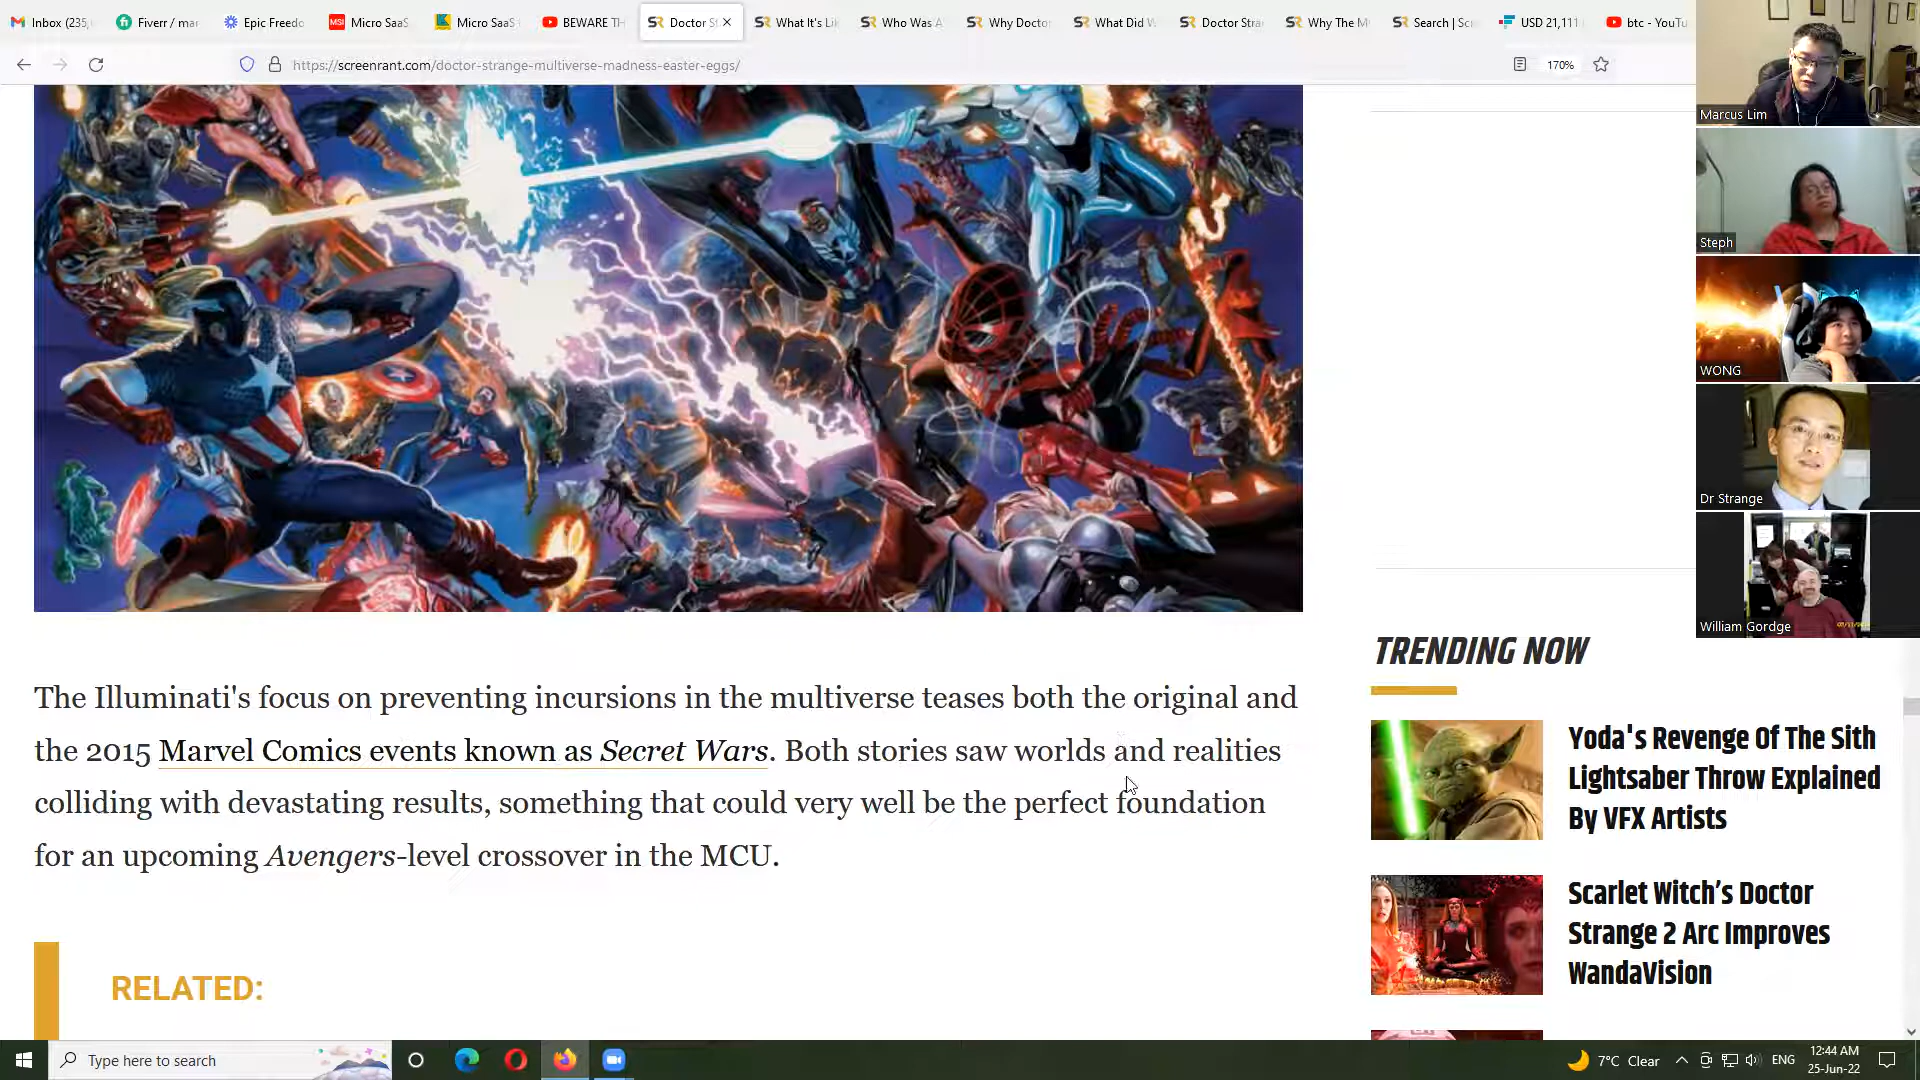 Inbox (235,
Fiverr / mar
Epic Freedo
Micro SaaS
Micro SaaS
BEWARE TH
Doctor S
What It's Li
Who Was A
Why Docto
What Did W
Doctor Stra
Why The M
Search | Scr
USD 21,111
btc - YouTu
https://screenrant.com/doctor-strange-multiverse-madness-easter-eggs/
170%
Marcus Lim
Steph
WONG
Dr Strange
William Gordge
The Illuminati's focus on preventing incursions in the multiverse teases both the original and
the 2015 Marvel Comics events known as Secret Wars. Both stories saw worlds and realities
colliding with devastating results, something that could very well be the perfect foundation
for an upcoming Avengers-level crossover in the MCU.
RELATED:
TRENDING NOW
Yoda's Revenge Of The Sith
Lightsaber Throw Explained
By VFX Artists
Scarlet Witch’s Doctor
Strange 2 Arc Improves
WandaVision
Type here to search
7°C Clear
ENG
12:44 AM
25-Jun-22